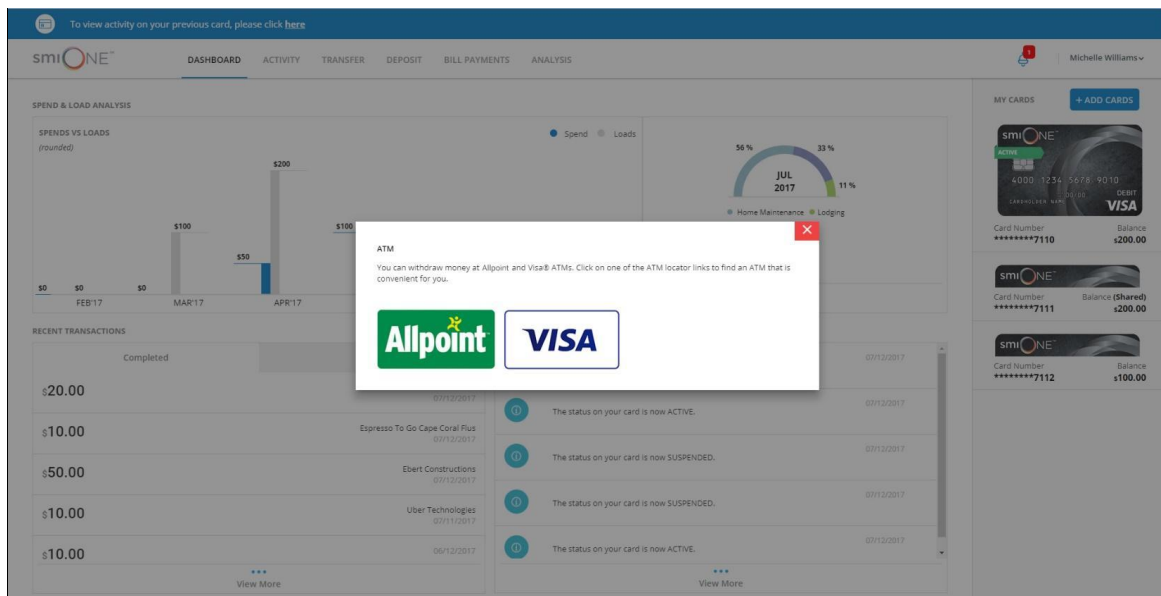 To view activity on your previous card, please click here
smiONE™
DASHBOARD
ACTIVITY
TRANSFER
DEPOSIT
BILL PAYMENTS
ANALYSIS
1
Michelle Williams
SPEND & LOAD ANALYSIS
SPENDS VS LOADS
(rounded)
Spend
Loads
$200
$100
$100
$50
$0
$0
$0
FEB'17
MAR'17
APR'17
56 %
33 %
JUL
2017
11 %
Home Maintenance
Lodging
ATM
You can withdraw money at Allpoint and Visa® ATMs. Click on one of the ATM locator links to find an ATM that is
convenient for you.
Allpoint
VISA
RECENT TRANSACTIONS
Completed
$20.00
07/12/2017
$10.00
Espresso To Go Cape Coral Flus
07/12/2017
$50.00
Ebert Constructions
07/12/2017
$10.00
Uber Technologies
07/11/2017
$10.00
06/12/2017
View More
07/12/2017
The status on your card is now ACTIVE.
07/12/2017
The status on your card is now SUSPENDED.
07/12/2017
The status on your card is now SUSPENDED.
07/12/2017
The status on your card is now ACTIVE.
07/12/2017
View More
MY CARDS
+ ADD CARDS
smiONE™
ACTIVE
4000 1234 5678 9010
00/00
CARDHOLDER NAME
DEBIT
VISA
Card Number
Balance
********7110
$200.00
smiONE™
Card Number
Balance (Shared)
********7111
$200.00
smiONE™
Card Number
Balance
********7112
$100.00